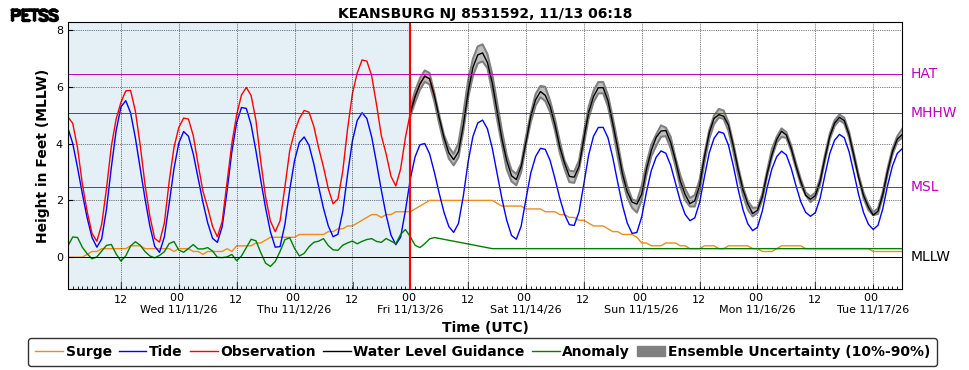 PETSS
KEANSBURG NJ 8531592, 11/13 06:18
Height in Feet (MLLW)
8
6
4
2
0
HAT
MHHW
MSL
MLLW
12 00 12 00 12 00 12 00 12 00 12 00 12 00
Wed 11/11/26 Thu 11/12/26 Fri 11/13/26 Sat 11/14/26 Sun 11/15/26 Mon 11/16/26 Tue 11/17/26
Time (UTC)
Surge Tide Observation Water Level Guidance Anomaly Ensemble Uncertainty (10%-90%)